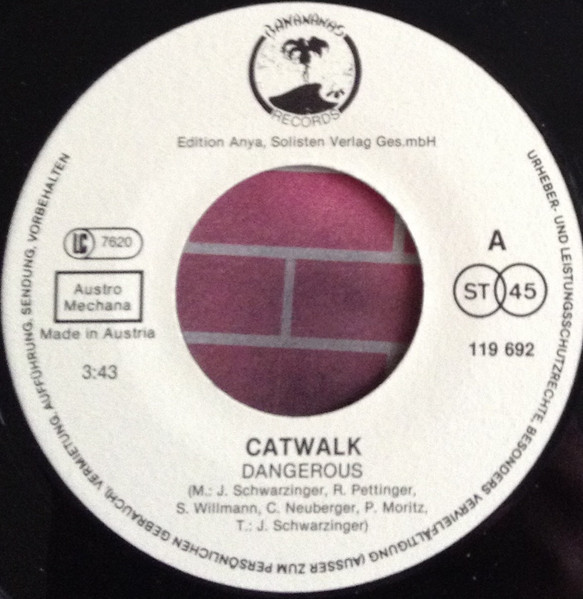 BANANAS
RECORDS
Edition Anya, Solisten Verlag Ges.mbH
LC 7620
Austro
Mechana
Made in Austria
3:43
A
ST 45
119 692
CATWALK
DANGEROUS
(M.: J. Schwarzinger, R. Pettinger,
S. Willmann, C. Neuberger, P. Moritz,
T.: J. Schwarzinger)
URHEBER- UND LEISTUNGSSCHUTZRECHTE, BESONDERS VERVIELFÄLTIGUNG (AUSSER ZUM PERSÖNLICHEN GEBRAUCH), VERMIETUNG, AUFFÜHRUNG, SENDUNG, VORBEHALTEN